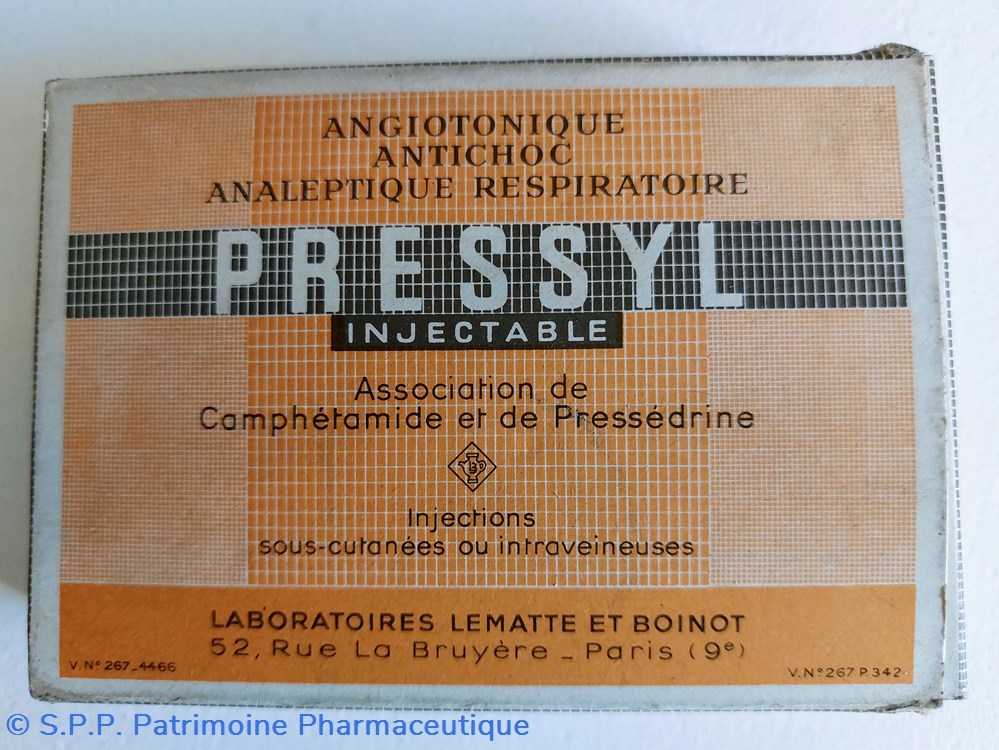 ANGIOTONIQUE
ANTICHOC
ANALEPTIQUE RESPIRATOIRE
PRESSYL
INJECTABLE
Association de
Camphétamide et de Pressédrine
LB
Injections
sous-cutanées ou intraveineuses
LABORATOIRES LEMATTE ET BOINOT
52, Rue La Bruyère _ Paris (9e)
V.N° 267_4466
V.N° 267 P.342
© S.P.P. Patrimoine Pharmaceutique